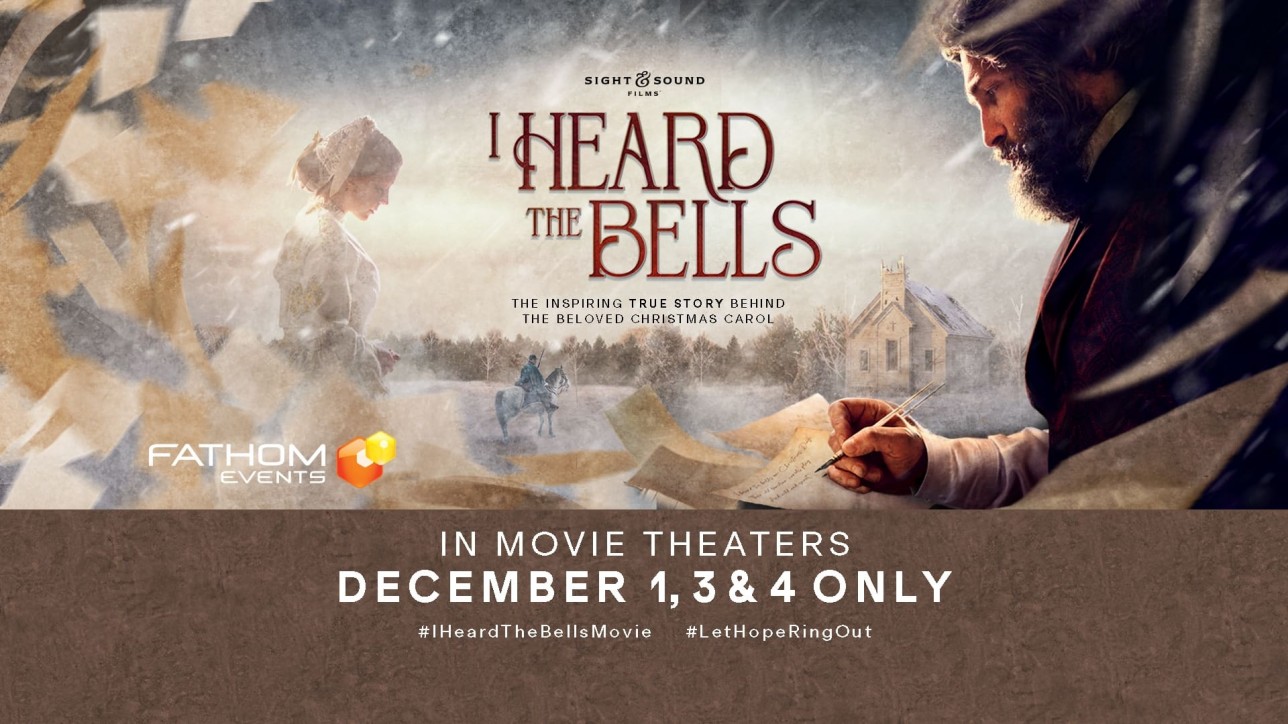 SIGHT & SOUND
FILMS
I HEARD
THE BELLS
THE INSPIRING TRUE STORY BEHIND
THE BELOVED CHRISTMAS CAROL
FATHOM
EVENTS
IN MOVIE THEATERS
DECEMBER 1, 3 & 4 ONLY
#IHeardTheBellsMovie #LetHopeRingOut